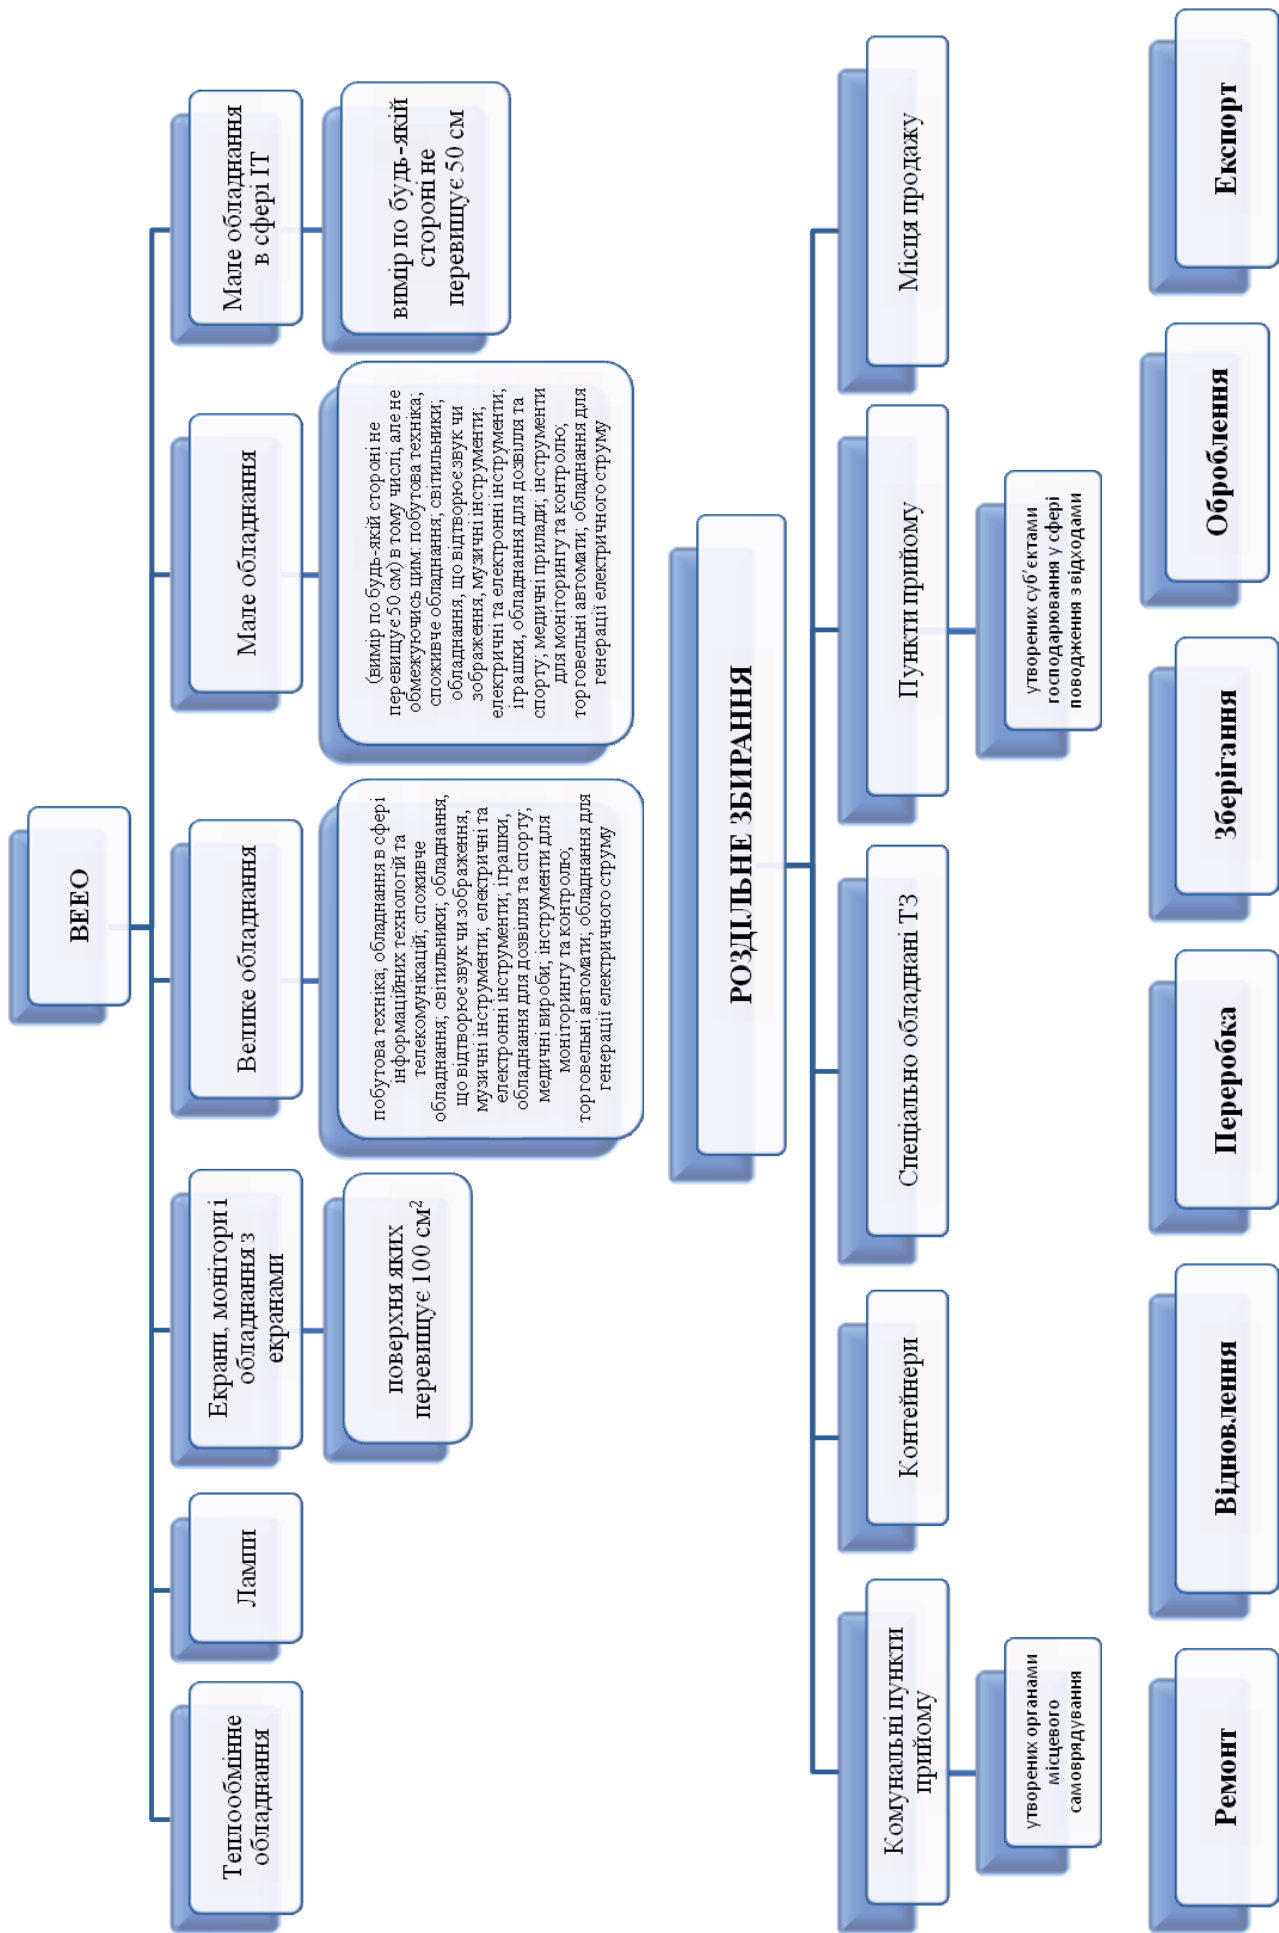 ВЕЕО
Теплообмінне
обладнання
Лампи
Екрани, монітори і
обладнання з
екранами
Велике обладнання
Мале обладнання
Мале обладнання
в сфері ІТ
поверхня яких
перевищує 100 см²
побутова техніка; обладнання в сфері
інформаційних технологій та
телекомунікацій; споживче
обладнання; світильники; обладнання,
що відтворює звук чи зображення,
музичні інструменти; електричні та
електронні інструменти; іграшки,
обладнання для дозвілля та спорту;
медичні вироби; інструменти для
моніторингу та контролю;
торговельні автомати; обладнання для
генерації електричного струму
(вимір по будь-якій стороні не
перевищує 50 см) в тому числі, але не
обмежуючись цим: побутова техніка;
споживче обладнання; світильники;
обладнання, що відтворює звук чи
зображення, музичні інструменти;
електричні та електронні інструменти;
іграшки, обладнання для дозвілля та
спорту; медичні прилади; інструменти
для моніторингу та контролю;
торговельні автомати; обладнання для
генерації електричного струму
вимір по будь-якій
стороні не
перевищує 50 см
РОЗДІЛЬНЕ ЗБИРАННЯ
Комунальні пункти
прийому
Контейнери
Спеціально обладнані ТЗ
Пункти прийому
Місця продажу
утворених органами
місцевого
самоврядування
утворених суб’єктами
господарювання у сфері
поводження з відходами
Ремонт
Відновлення
Переробка
Зберігання
Оброблення
Експорт